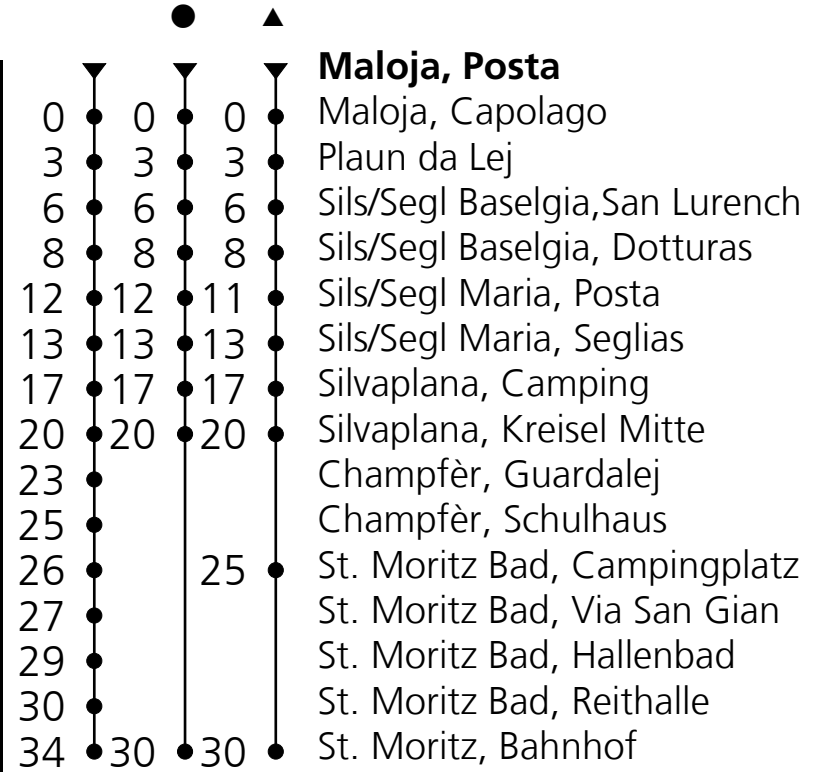 Maloja, Posta
0 0 0 Maloja, Capolago
3 3 3 Plaun da Lej
6 6 6 Sils/Segl Baselgia,San Lurench
8 8 8 Sils/Segl Baselgia, Dotturas
12 12 11 Sils/Segl Maria, Posta
13 13 13 Sils/Segl Maria, Seglias
17 17 17 Silvaplana, Camping
20 20 20 Silvaplana, Kreisel Mitte
23 Champfèr, Guardalej
25 Champfèr, Schulhaus
26 25 St. Moritz Bad, Campingplatz
27 St. Moritz Bad, Via San Gian
29 St. Moritz Bad, Hallenbad
30 St. Moritz Bad, Reithalle
34 30 30 St. Moritz, Bahnhof